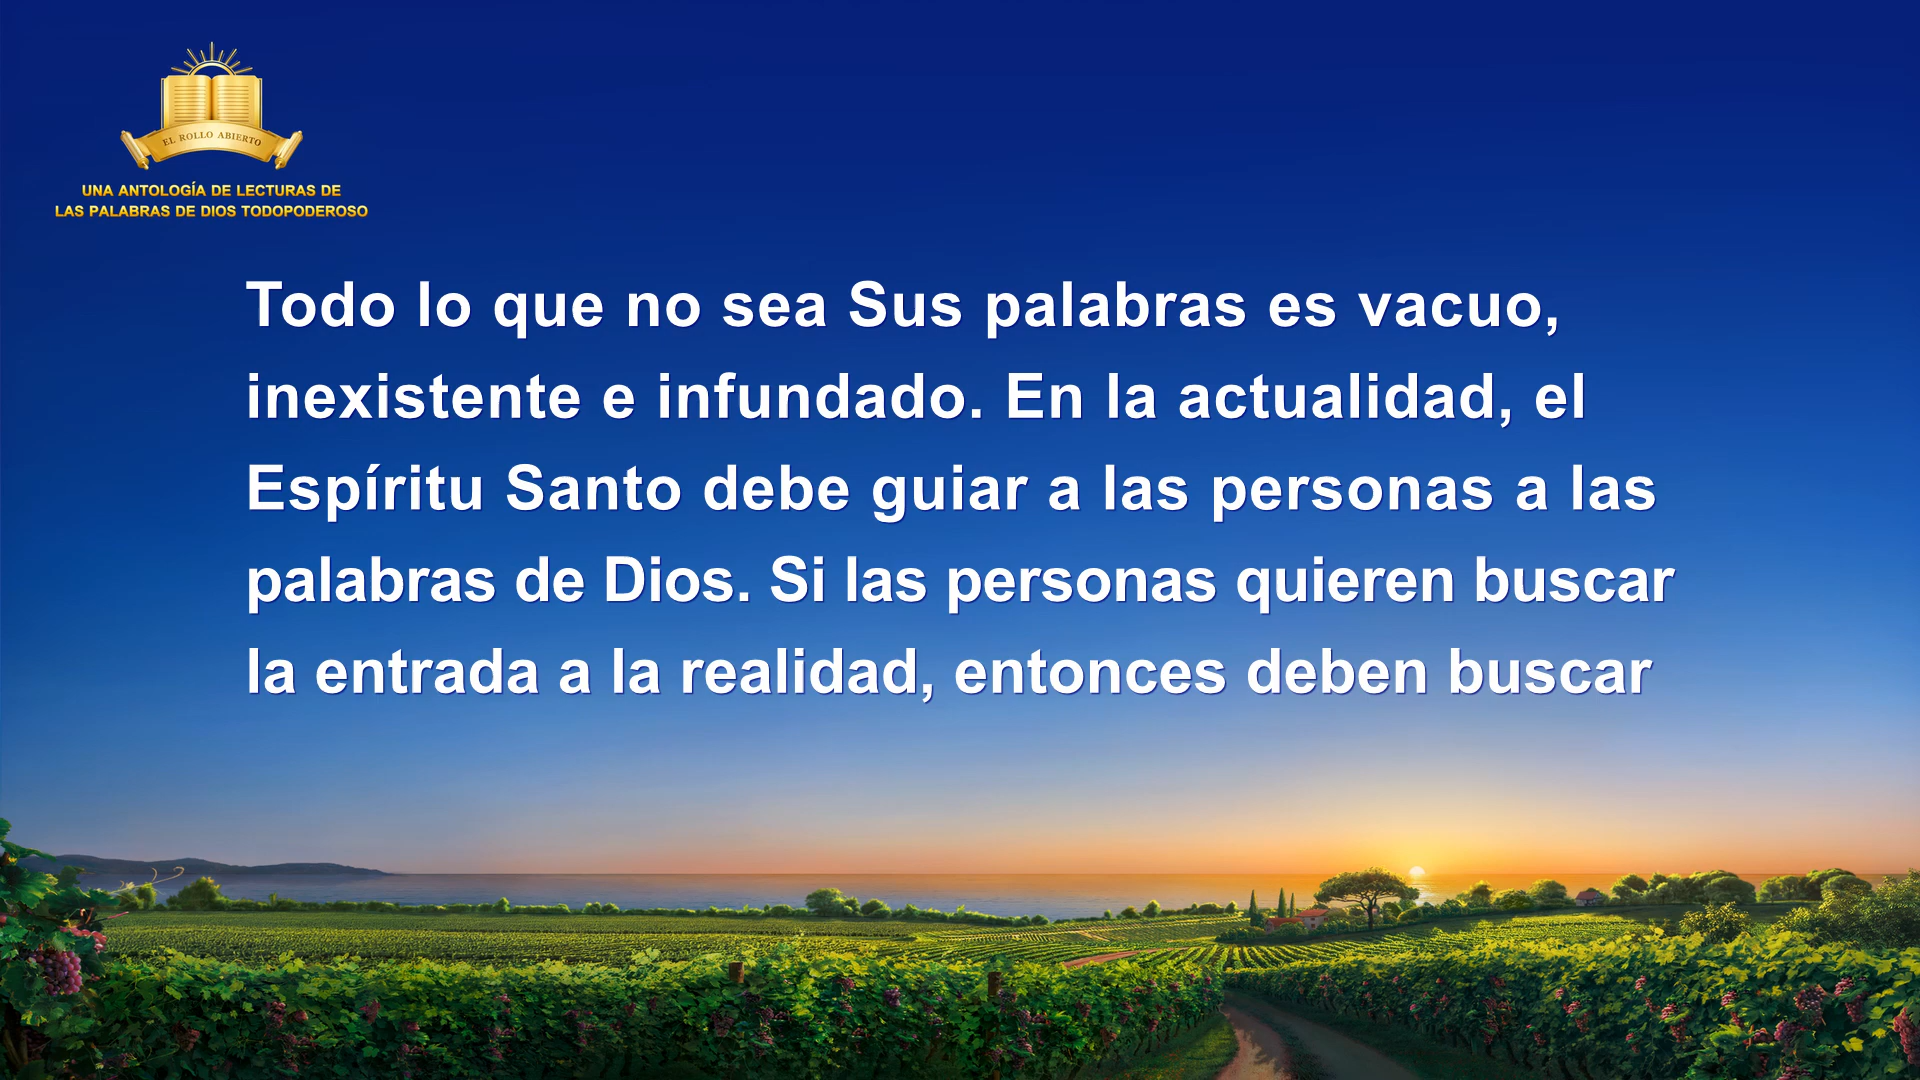 EL ROLLO ABIERTO
UNA ANTOLOGÍA DE LECTURAS DE
LAS PALABRAS DE DIOS TODOPODEROSO
Todo lo que no sea Sus palabras es vacuo,
inexistente e infundado. En la actualidad, el
Espíritu Santo debe guiar a las personas a las
palabras de Dios. Si las personas quieren buscar
la entrada a la realidad, entonces deben buscar